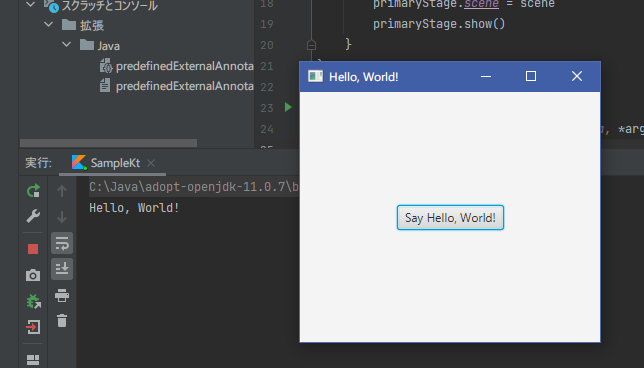 スクラッチとコンソール
拡張
Java
predefinedExternalAnnota
predefinedExternalAnnota
18 primaryStage.scene = scene
19 primaryStage.show()
20 }
21
22
23
24 , *arg
Hello, World!
Say Hello, World!
実行: SampleKt
C:\Java\adopt-openjdk-11.0.7\b
Hello, World!